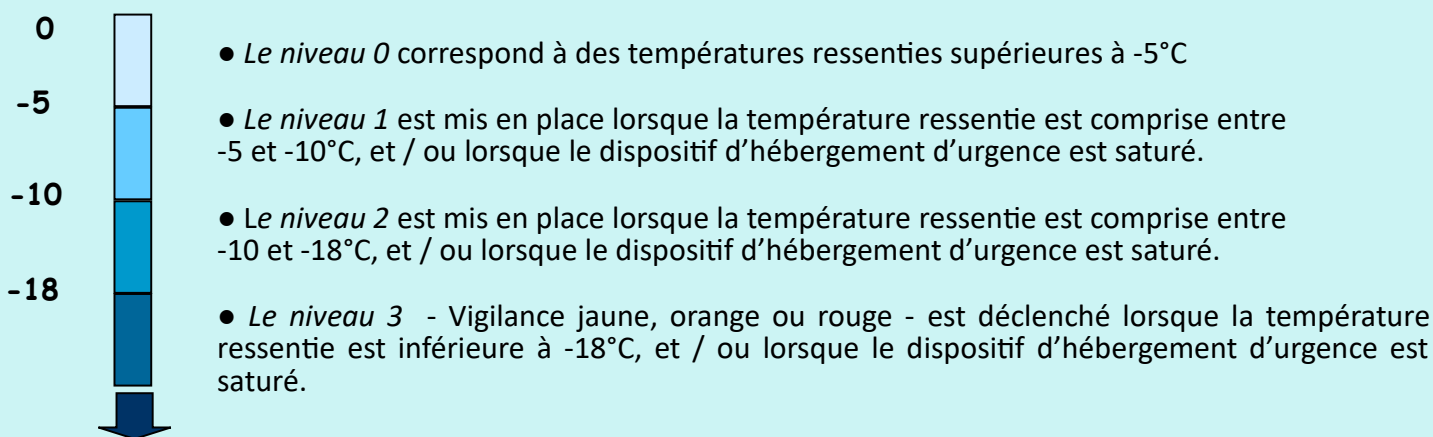 0
● Le niveau 0 correspond à des températures ressenties supérieures à -5°C
-5
● Le niveau 1 est mis en place lorsque la température ressentie est comprise entre
-5 et -10°C, et / ou lorsque le dispositif d’hébergement d’urgence est saturé.
-10
● Le niveau 2 est mis en place lorsque la température ressentie est comprise entre
-10 et -18°C, et / ou lorsque le dispositif d’hébergement d’urgence est saturé.
-18
● Le niveau 3 - Vigilance jaune, orange ou rouge - est déclenché lorsque la température
ressentie est inférieure à -18°C, et / ou lorsque le dispositif d’hébergement d’urgence est
saturé.